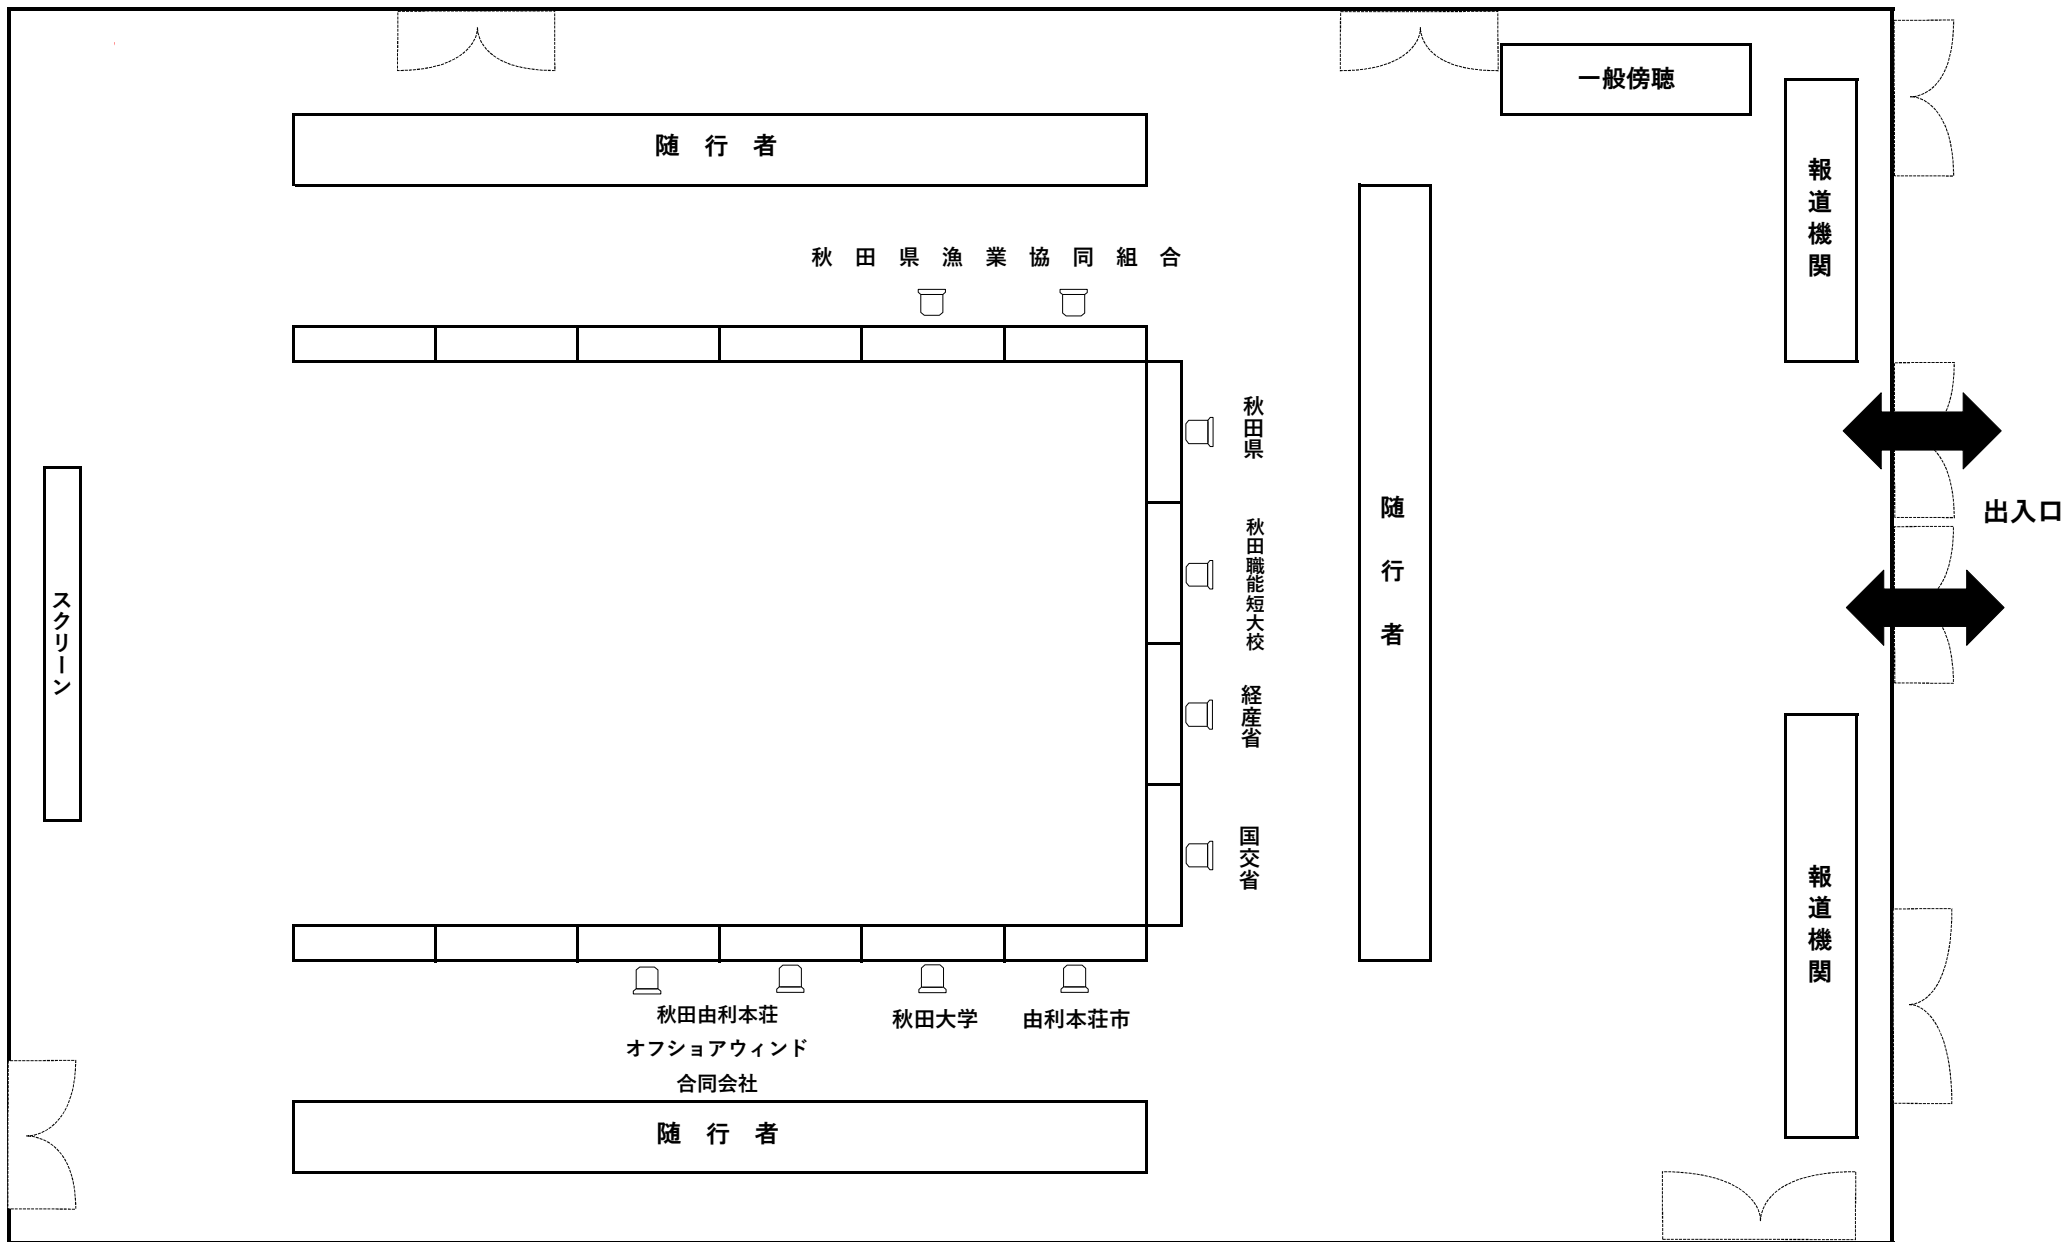 一般傍聴
随　行　者
報道機関
秋　田　県　漁　業　協　同　組　合
秋田県
秋田職能短大校
経産省
国交省
随　行　者
出入口
スクリーン
報道機関
秋田由利本荘
オフショアウィンド
合同会社
秋田大学
由利本荘市
随　行　者